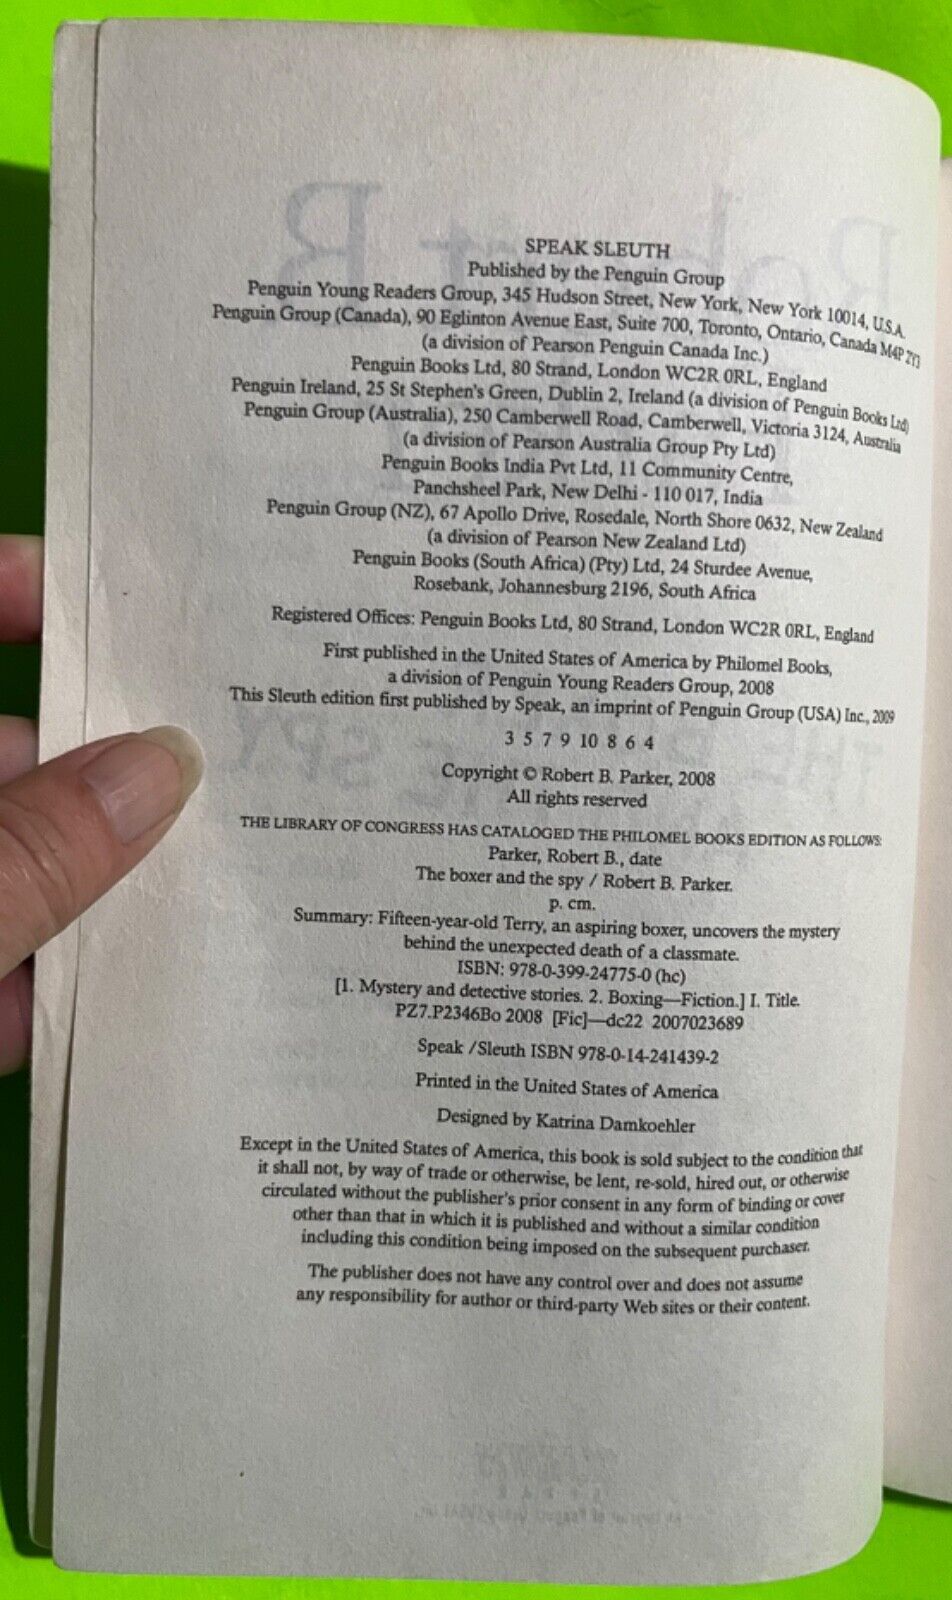 SPEAK SLEUTH
Published by the Penguin Group
Penguin Young Readers Group, 345 Hudson Street, New York, New York 10014, U.S.A.
Penguin Group (Canada), 90 Eglinton Avenue East, Suite 700, Toronto, Ontario, Canada M4P 2Y3
(a division of Pearson Penguin Canada Inc.)
Penguin Books Ltd, 80 Strand, London WC2R 0RL, England
Penguin Ireland, 25 St Stephen's Green, Dublin 2, Ireland (a division of Penguin Books Ltd)
Penguin Group (Australia), 250 Camberwell Road, Camberwell, Victoria 3124, Australia
(a division of Pearson Australia Group Pty Ltd)
Penguin Books India Pvt Ltd, 11 Community Centre,
Panchsheel Park, New Delhi - 110 017, India
Penguin Group (NZ), 67 Apollo Drive, Rosedale, North Shore 0632, New Zealand
(a division of Pearson New Zealand Ltd)
Penguin Books (South Africa) (Pty) Ltd, 24 Sturdee Avenue,
Rosebank, Johannesburg 2196, South Africa
Registered Offices: Penguin Books Ltd, 80 Strand, London WC2R 0RL, England
First published in the United States of America by Philomel Books,
a division of Penguin Young Readers Group, 2008
This Sleuth edition first published by Speak, an imprint of Penguin Group (USA) Inc., 2009
3 5 7 9 10 8 6 4
Copyright © Robert B. Parker, 2008
All rights reserved
THE LIBRARY OF CONGRESS HAS CATALOGED THE PHILOMEL BOOKS EDITION AS FOLLOWS:
Parker, Robert B., date
The boxer and the spy / Robert B. Parker.
p. cm.
Summary: Fifteen-year-old Terry, an aspiring boxer, uncovers the mystery
behind the unexpected death of a classmate.
ISBN: 978-0-399-24775-0 (hc)
[1. Mystery and detective stories. 2. Boxing—Fiction.] I. Title.
PZ7.P2346Bo 2008 [Fic]—dc22 2007023689
Speak /Sleuth ISBN 978-0-14-241439-2
Printed in the United States of America
Designed by Katrina Damkoehler
Except in the United States of America, this book is sold subject to the condition that
it shall not, by way of trade or otherwise, be lent, re-sold, hired out, or otherwise
circulated without the publisher's prior consent in any form of binding or cover
other than that in which it is published and without a similar condition
including this condition being imposed on the subsequent purchaser.
The publisher does not have any control over and does not assume
any responsibility for author or third-party Web sites or their content.